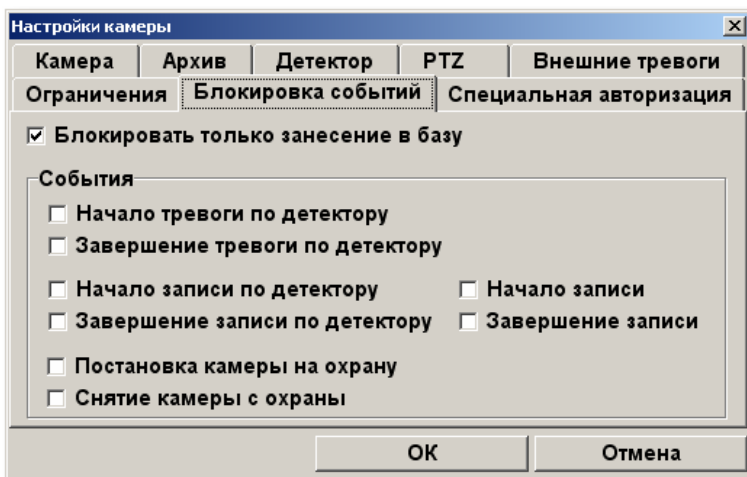 Настройки камеры
Камера Архив Детектор PTZ Внешние тревоги
Ограничения Блокировка событий Специальная авторизация
Блокировать только занесение в базу
События
Начало тревоги по детектору
Завершение тревоги по детектору
Начало записи по детектору Начало записи
Завершение записи по детектору Завершение записи
Постановка камеры на охрану
Снятие камеры с охраны
ОК Отмена